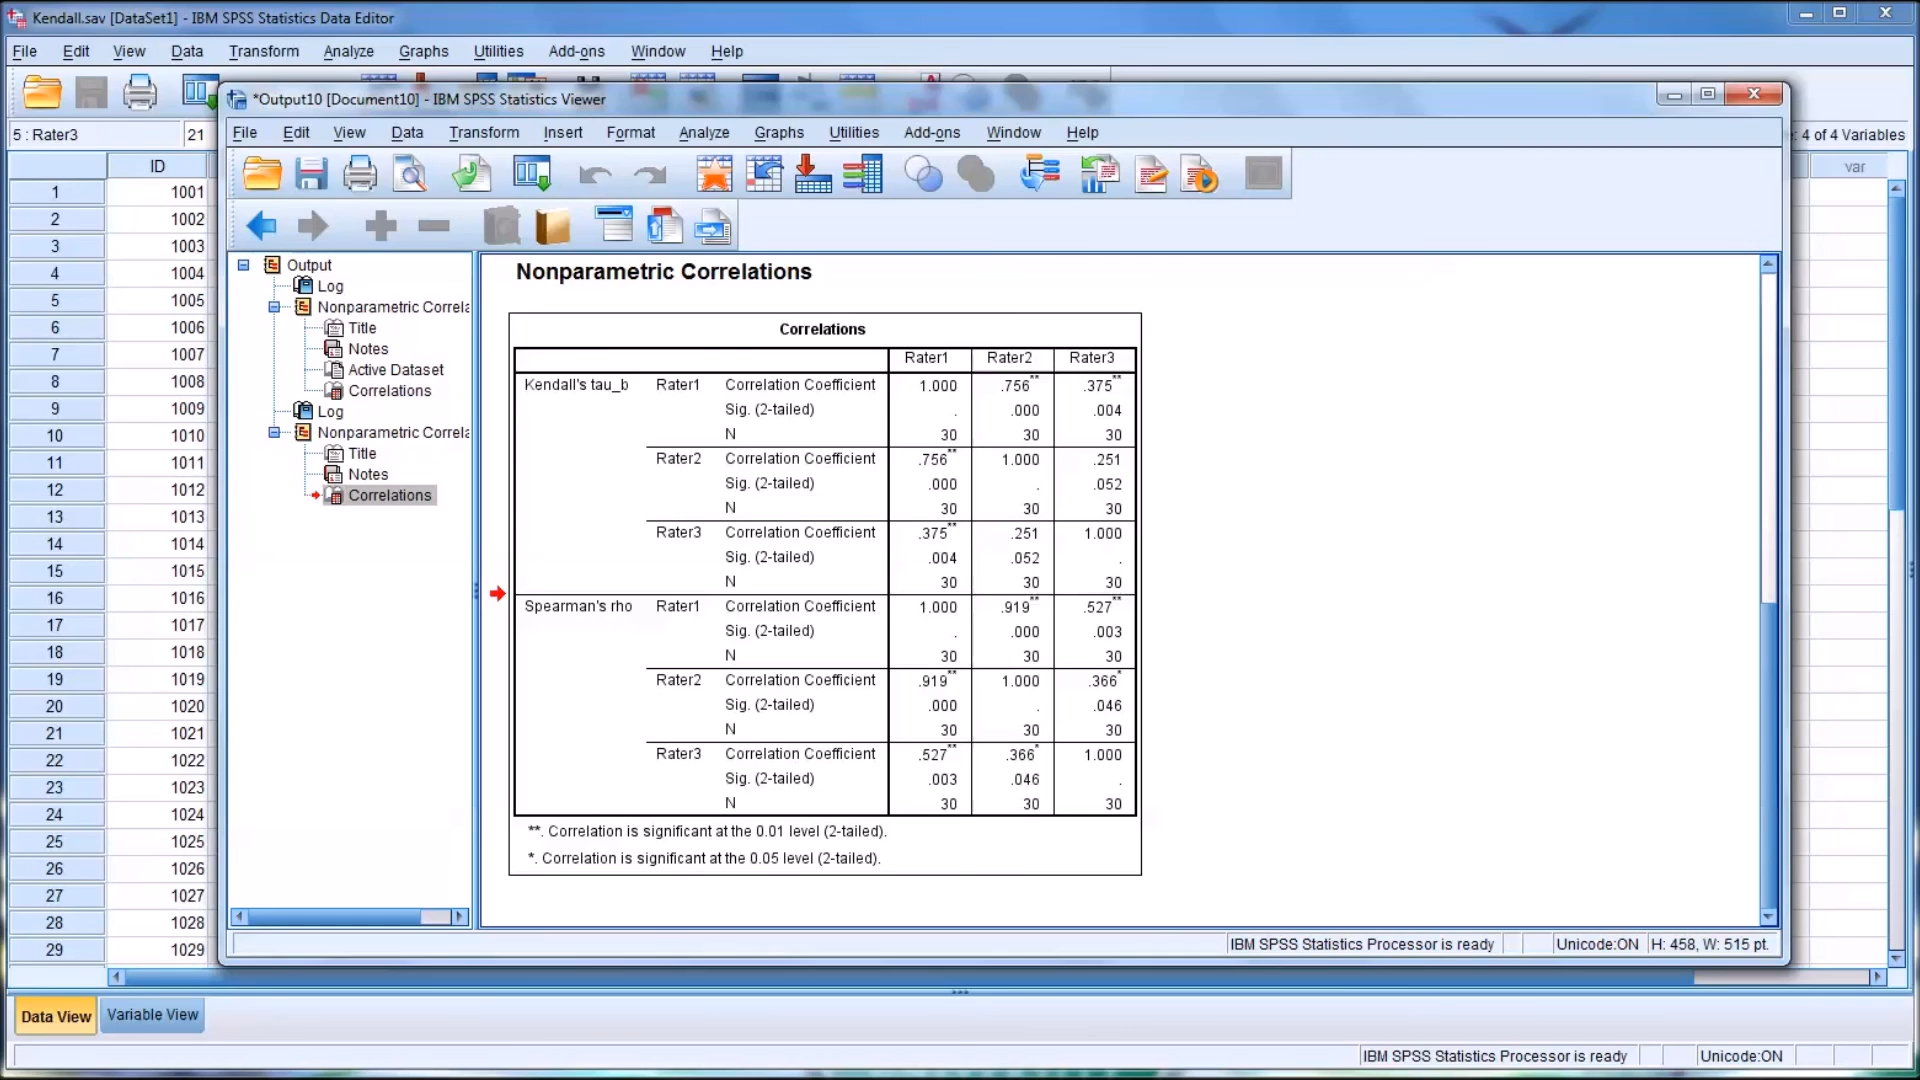 Kendall.sav [DataSet1] - IBM SPSS Statistics Data Editor
File Edit View Data Transform Analyze Graphs Utilities Add-ons Window Help
*Output10 [Document10] - IBM SPSS Statistics Viewer
5 : Rater3 21
: 4 of 4 Variables
File Edit View Data Transform Insert Format Analyze Graphs Utilities Add-ons Window Help
ID
var
1 1001
2 1002
3 1003
4 1004
5 1005
6 1006
7 1007
8 1008
9 1009
10 1010
11 1011
12 1012
13 1013
14 1014
15 1015
16 1016
17 1017
18 1018
19 1019
20 1020
21 1021
22 1022
23 1023
24 1024
25 1025
26 1026
27 1027
28 1028
29 1029
Output
Log
Nonparametric Correla
Title
Notes
Active Dataset
Correlations
Log
Nonparametric Correla
Title
Notes
Correlations
Nonparametric Correlations
Correlations
Rater1 Rater2 Rater3
Kendall's tau_b Rater1 Correlation Coefficient 1.000 .756** .375**
Sig. (2-tailed) . .000 .004
N 30 30 30
Rater2 Correlation Coefficient .756** 1.000 .251
Sig. (2-tailed) .000 . .052
N 30 30 30
Rater3 Correlation Coefficient .375** .251 1.000
Sig. (2-tailed) .004 .052 .
N 30 30 30
Spearman's rho Rater1 Correlation Coefficient 1.000 .919** .527**
Sig. (2-tailed) . .000 .003
N 30 30 30
Rater2 Correlation Coefficient .919** 1.000 .366*
Sig. (2-tailed) .000 . .046
N 30 30 30
Rater3 Correlation Coefficient .527** .366* 1.000
Sig. (2-tailed) .003 .046 .
N 30 30 30
**. Correlation is significant at the 0.01 level (2-tailed).
*. Correlation is significant at the 0.05 level (2-tailed).
IBM SPSS Statistics Processor is ready Unicode:ON H: 458, W: 515 pt.
Data View Variable View
IBM SPSS Statistics Processor is ready Unicode:ON